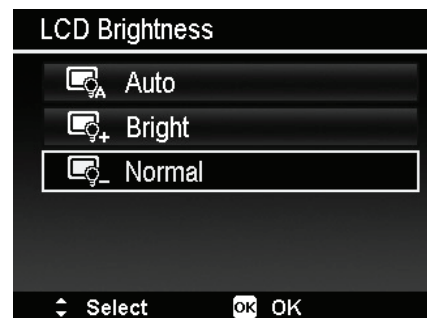 LCD Brightness
A Auto
+ Bright
- Normal
Select OK OK